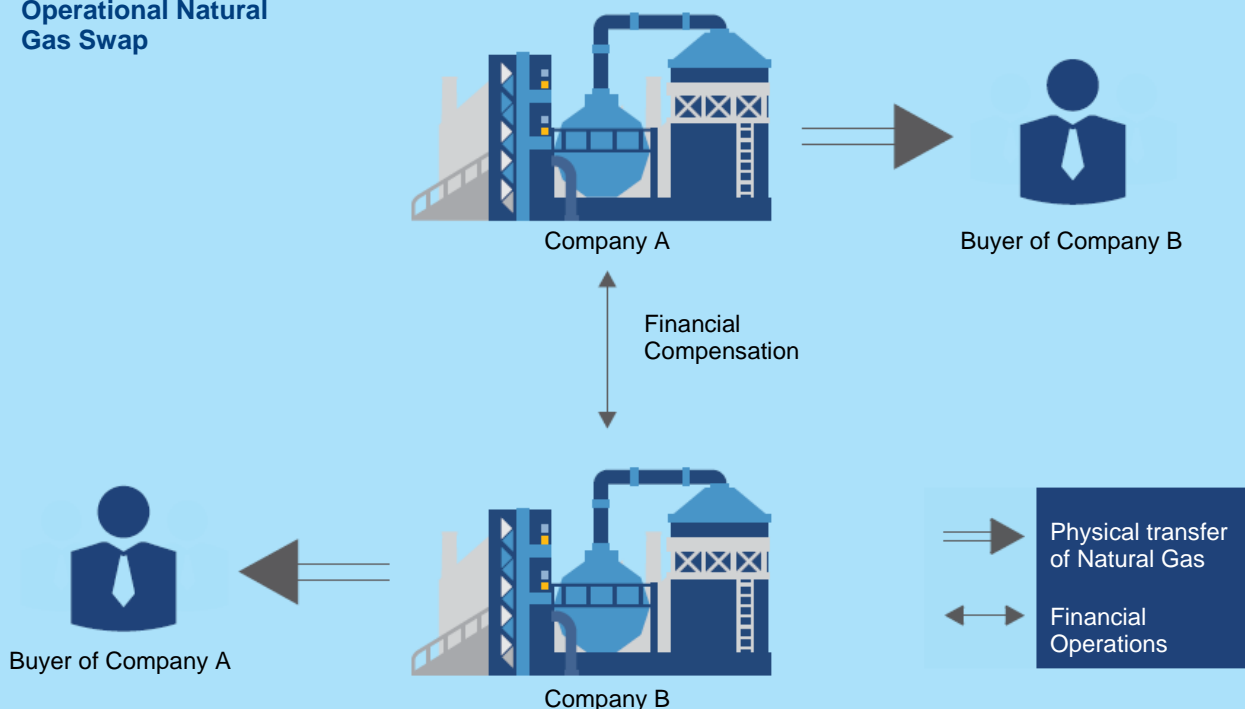 Operational Natural
Gas Swap
Company A
Buyer of Company B
Financial
Compensation
Buyer of Company A
Company B
Physical transfer
of Natural Gas
Financial
Operations